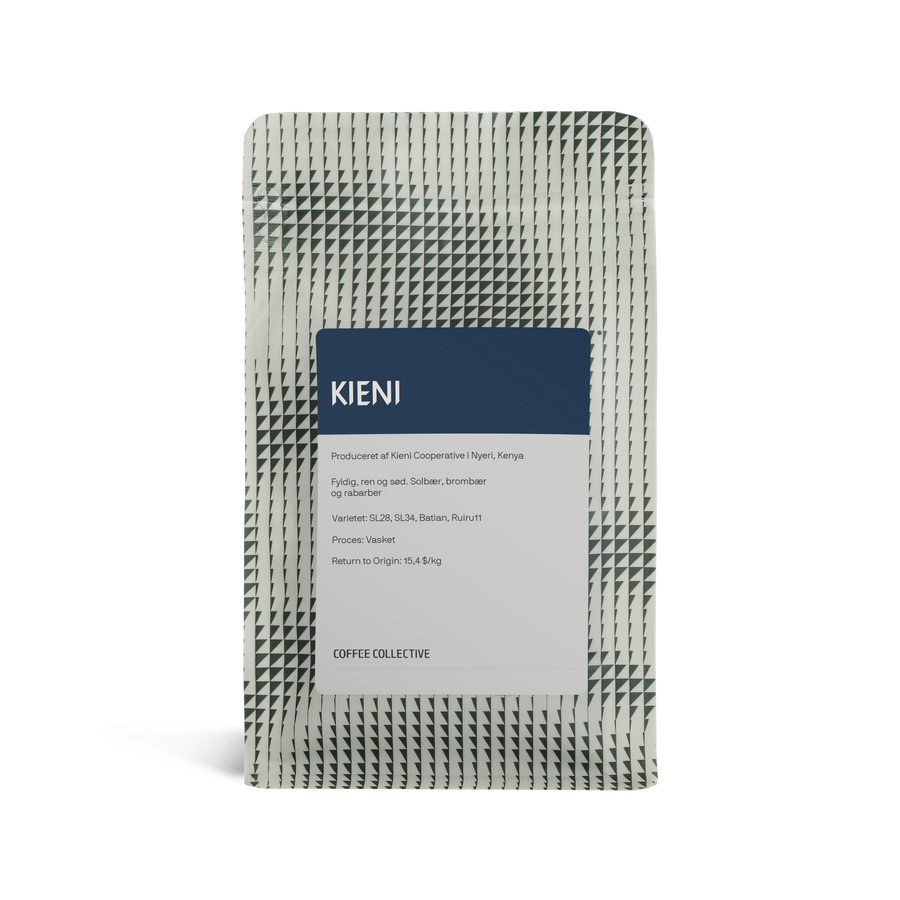 KIENI
Produceret af Kieni Cooperative i Nyeri, Kenya
Fyldig, ren og sød. Solbær, brombær
og rabarber
Varietet: SL28, SL34, Batian, Ruiru11
Proces: Vasket
Return to Origin: 15,4 $/kg
COFFEE COLLECTIVE